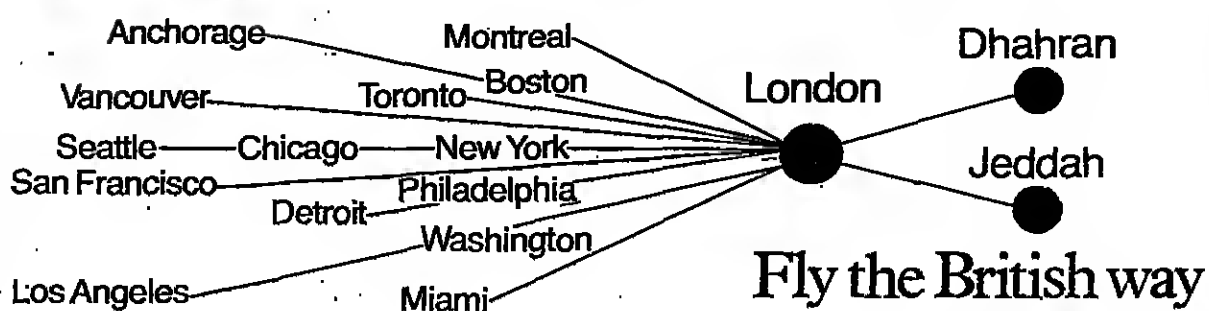 Anchorage
Montreal
Dhahran
Boston
London
Vancouver
Toronto
Seattle
Chicago
New York
San Francisco
Philadelphia
Jeddah
Detroit
Washington
Los Angeles
Miami
Fly the British way